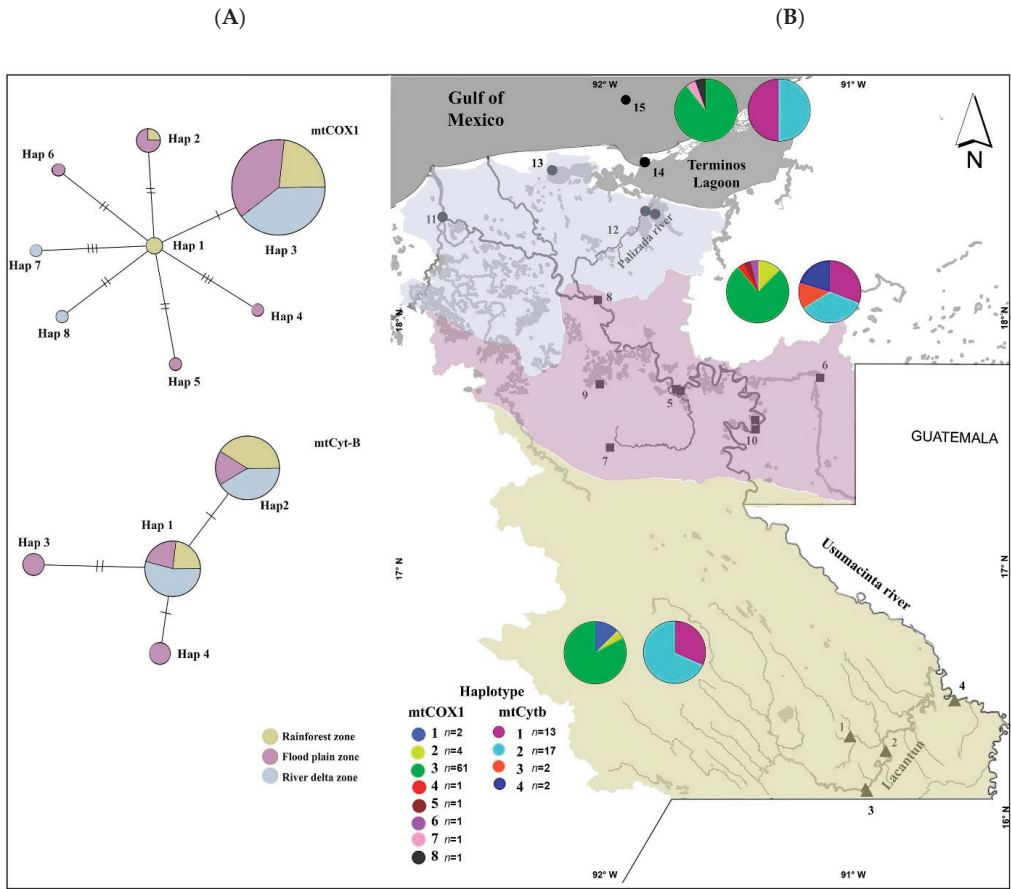 (A)
(B)
mtCOX1
Hap 2
Hap 6
Hap 1
Hap 3
Hap 7
Hap 8
Hap 4
Hap 5
mtCyt-B
Hap2
Hap 1
Hap 3
Hap 4
Rainforest zone
Flood plain zone
River delta zone
92° W
91° W
Gulf of
Mexico
15
14
Terminos
Lagoon
N
13
11
12
Palizada river
8
18° N
18° N
9
5
6
10
7
GUATEMALA
17° N
17° N
Usumacinta river
4
1
2
Lacantun
3
16° N
Haplotype
mtCOX1
mtCytb
1 n=2
2 n=4
3 n=61
4 n=1
5 n=1
6 n=1
7 n=1
8 n=1
1 n=13
2 n=17
3 n=2
4 n=2
92° W
91° W